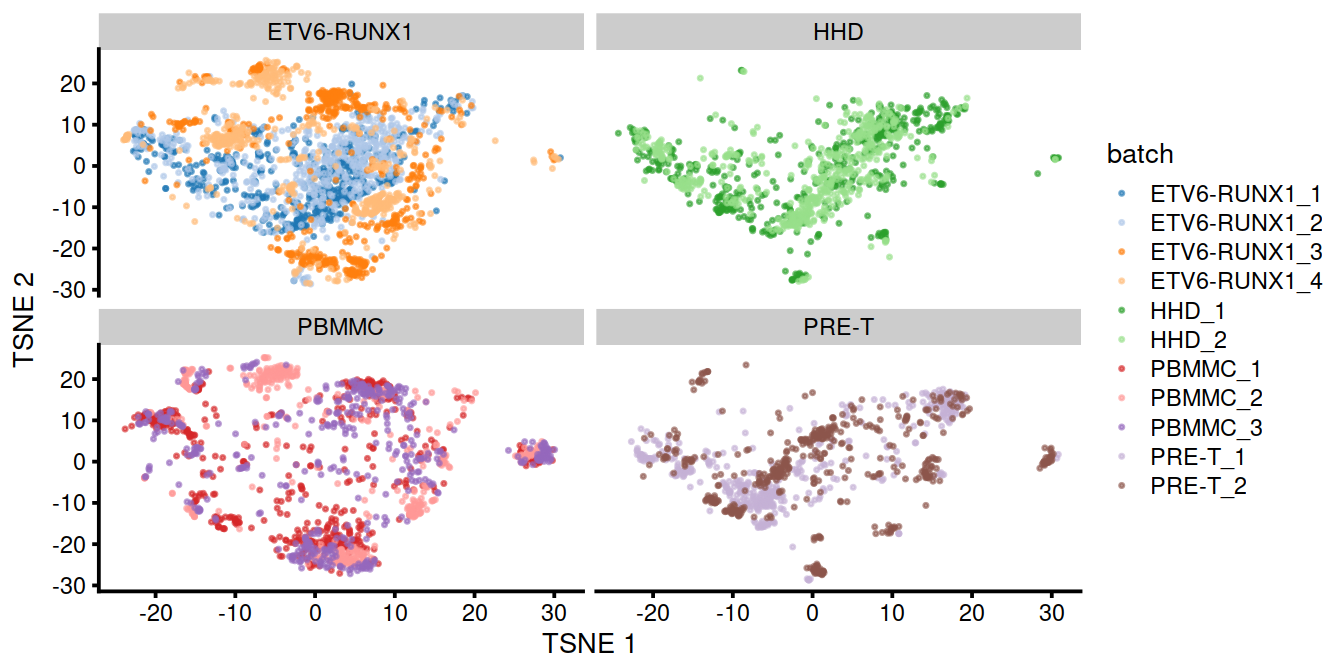 ETV6-RUNX1
HHD
20
10
0
-10
-20
-30
PBMMC
PRE-T
20
10
0
-10
-20
-30
-20
-10
0
10
20
30
-20
-10
0
10
20
30
TSNE 1
TSNE 2
batch
ETV6-RUNX1_1
ETV6-RUNX1_2
ETV6-RUNX1_3
ETV6-RUNX1_4
HHD_1
HHD_2
PBMMC_1
PBMMC_2
PBMMC_3
PRE-T_1
PRE-T_2